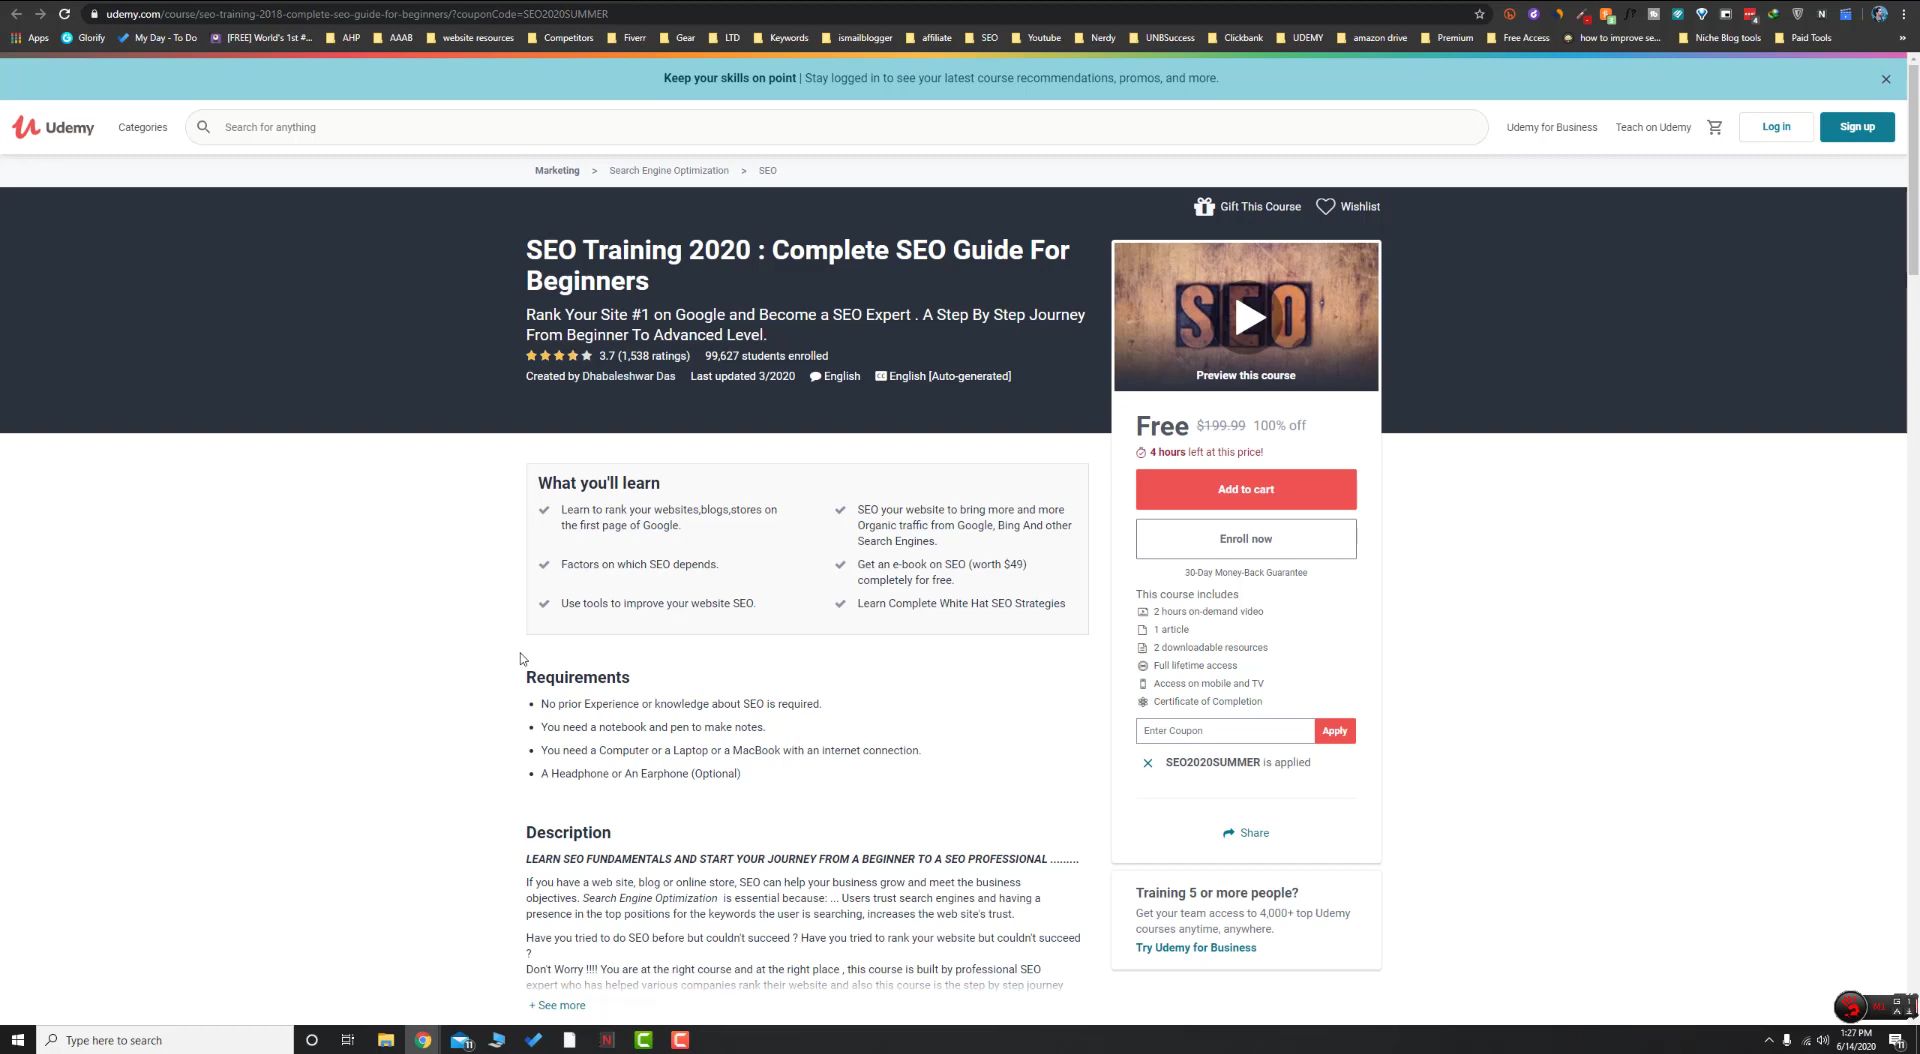 udemy.com/course/seo-training-2018-complete-seo-guide-for-beginners/?couponCode=SEO2020SUMMER
Apps Glorify My Day - To Do [FREE] World's 1st #... AHP AAAB website resources Competitors Fiverr Gear LTD Keywords ismailblogger affiliate SEO Youtube Nerdy UNBSuccess Clickbank UDEMY amazon drive Premium Free Access how to improve se... Niche Blog tools Paid Tools »
Keep your skills on point | Stay logged in to see your latest course recommendations, promos, and more.
Udemy Categories Search for anything Udemy for Business Teach on Udemy Log in Sign up
Marketing > Search Engine Optimization > SEO
Gift This Course Wishlist
SEO Training 2020 : Complete SEO Guide For
Beginners
Rank Your Site #1 on Google and Become a SEO Expert . A Step By Step Journey
From Beginner To Advanced Level.
3.7 (1,538 ratings) 99,627 students enrolled
Created by Dhabaleshwar Das Last updated 3/2020 English English [Auto-generated]
SEO
Preview this course
Free $199.99 100% off
4 hours left at this price!
Add to cart
Enroll now
30-Day Money-Back Guarantee
This course includes
2 hours on-demand video
1 article
2 downloadable resources
Full lifetime access
Access on mobile and TV
Certificate of Completion
Enter Coupon Apply
SEO2020SUMMER is applied
Share
Training 5 or more people?
Get your team access to 4,000+ top Udemy
courses anytime, anywhere.
Try Udemy for Business
What you'll learn
Learn to rank your websites,blogs,stores on
the first page of Google.
Factors on which SEO depends.
Use tools to improve your website SEO.
SEO your website to bring more and more
Organic traffic from Google, Bing And other
Search Engines.
Get an e-book on SEO (worth $49)
completely for free.
Learn Complete White Hat SEO Strategies
Requirements
• No prior Experience or knowledge about SEO is required.
• You need a notebook and pen to make notes.
• You need a Computer or a Laptop or a MacBook with an internet connection.
• A Headphone or An Earphone (Optional)
Description
LEARN SEO FUNDAMENTALS AND START YOUR JOURNEY FROM A BEGINNER TO A SEO PROFESSIONAL .........
If you have a web site, blog or online store, SEO can help your business grow and meet the business
objectives. Search Engine Optimization is essential because: ... Users trust search engines and having a
presence in the top positions for the keywords the user is searching, increases the web site's trust.
Have you tried to do SEO before but couldn't succeed ? Have you tried to rank your website but couldn't succeed
?
Don't Worry !!!! You are at the right course and at the right place , this course is built by professional SEO
expert who has helped various companies rank their website and also this course is the step by step journey
+ See more
Type here to search
11
1:27 PM
6/14/2020